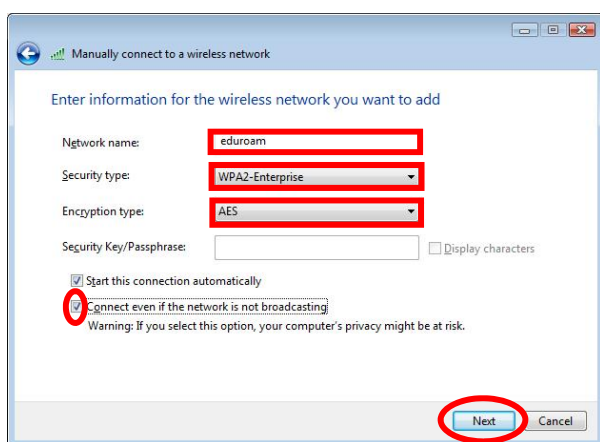 Manually connect to a wireless network
Enter information for the wireless network you want to add
Network name: eduroam
Security type: WPA2-Enterprise
Encryption type: AES
Security Key/Passphrase: Display characters
Start this connection automatically
Connect even if the network is not broadcasting
Warning: If you select this option, your computer's privacy might be at risk.
Next Cancel